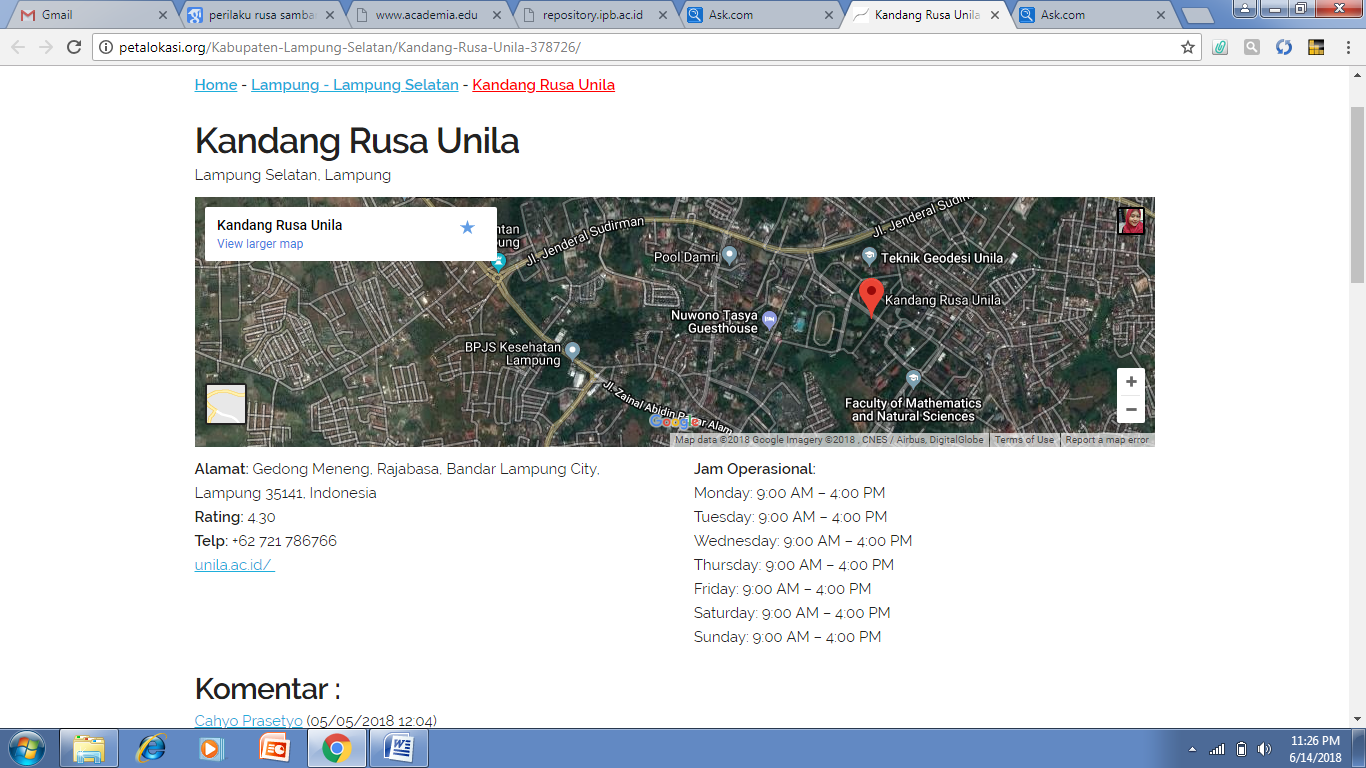 Gmail
perilaku rusa samba
www.academia.edu
repository.ipb.ac.id
Ask.com
Kandang Rusa Unila
Ask.com
petalokasi.org/Kabupaten-Lampung-Selatan/Kandang-Rusa-Unila-378726/
Home - Lampung - Lampung Selatan - Kandang Rusa Unila
Kandang Rusa Unila
Lampung Selatan, Lampung
Kandang Rusa Unila
View larger map
ntan
ung
Jl. Jenderal Sudirman
Jl. Jenderal Sudirman
Pool Damri
Teknik Geodesi Unila
Kandang Rusa Unila
Nuwono Tasya
Guesthouse
BPJS Kesehatan
Lampung
Jl. Zainal Abidin Pagar Alam
Faculty of Mathematics
and Natural Sciences
+
−
Google
Map data ©2018 Google Imagery ©2018 , CNES / Airbus, DigitalGlobe
Terms of Use
Report a map error
Alamat: Gedong Meneng, Rajabasa, Bandar Lampung City,
Lampung 35141, Indonesia
Rating: 4.30
Telp: +62 721 786766
unila.ac.id/
Jam Operasional:
Monday: 9:00 AM – 4:00 PM
Tuesday: 9:00 AM – 4:00 PM
Wednesday: 9:00 AM – 4:00 PM
Thursday: 9:00 AM – 4:00 PM
Friday: 9:00 AM – 4:00 PM
Saturday: 9:00 AM – 4:00 PM
Sunday: 9:00 AM – 4:00 PM
Komentar :
Cahyo Prasetyo (05/05/2018 12:04)
11:26 PM
6/14/2018